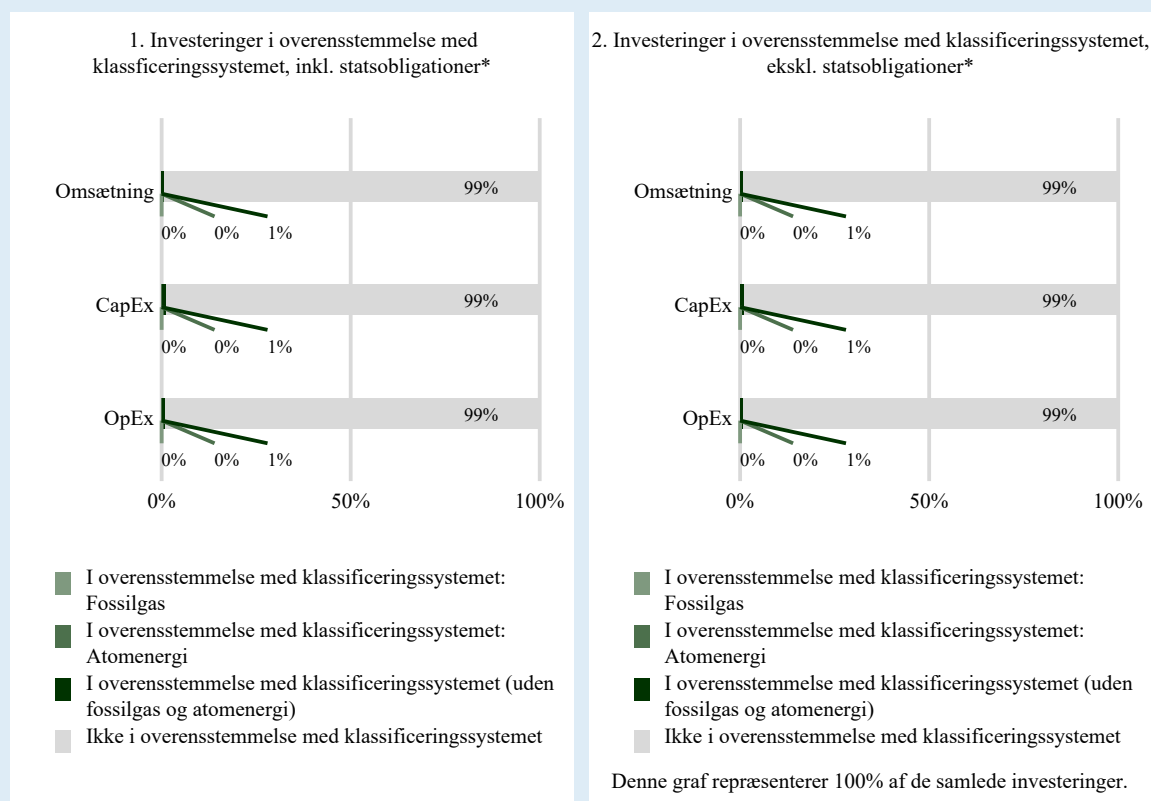 1. Investeringer i overensstemmelse med
klassficeringssystemet, inkl. statsobligationer*
Omsætning
99%
0% 0% 1%
CapEx
99%
0% 0% 1%
OpEx
99%
0% 0% 1%
0% 50% 100%
I overensstemmelse med klassificeringssystemet:
Fossilgas
I overensstemmelse med klassificeringssystemet:
Atomenergi
I overensstemmelse med klassificeringssystemet (uden
fossilgas og atomenergi)
Ikke i overensstemmelse med klassificeringssystemet
2. Investeringer i overensstemmelse med klassificeringssystemet,
ekskl. statsobligationer*
Omsætning
99%
0% 0% 1%
CapEx
99%
0% 0% 1%
OpEx
99%
0% 0% 1%
0% 50% 100%
I overensstemmelse med klassificeringssystemet:
Fossilgas
I overensstemmelse med klassificeringssystemet:
Atomenergi
I overensstemmelse med klassificeringssystemet (uden
fossilgas og atomenergi)
Ikke i overensstemmelse med klassificeringssystemet
Denne graf repræsenterer 100% af de samlede investeringer.